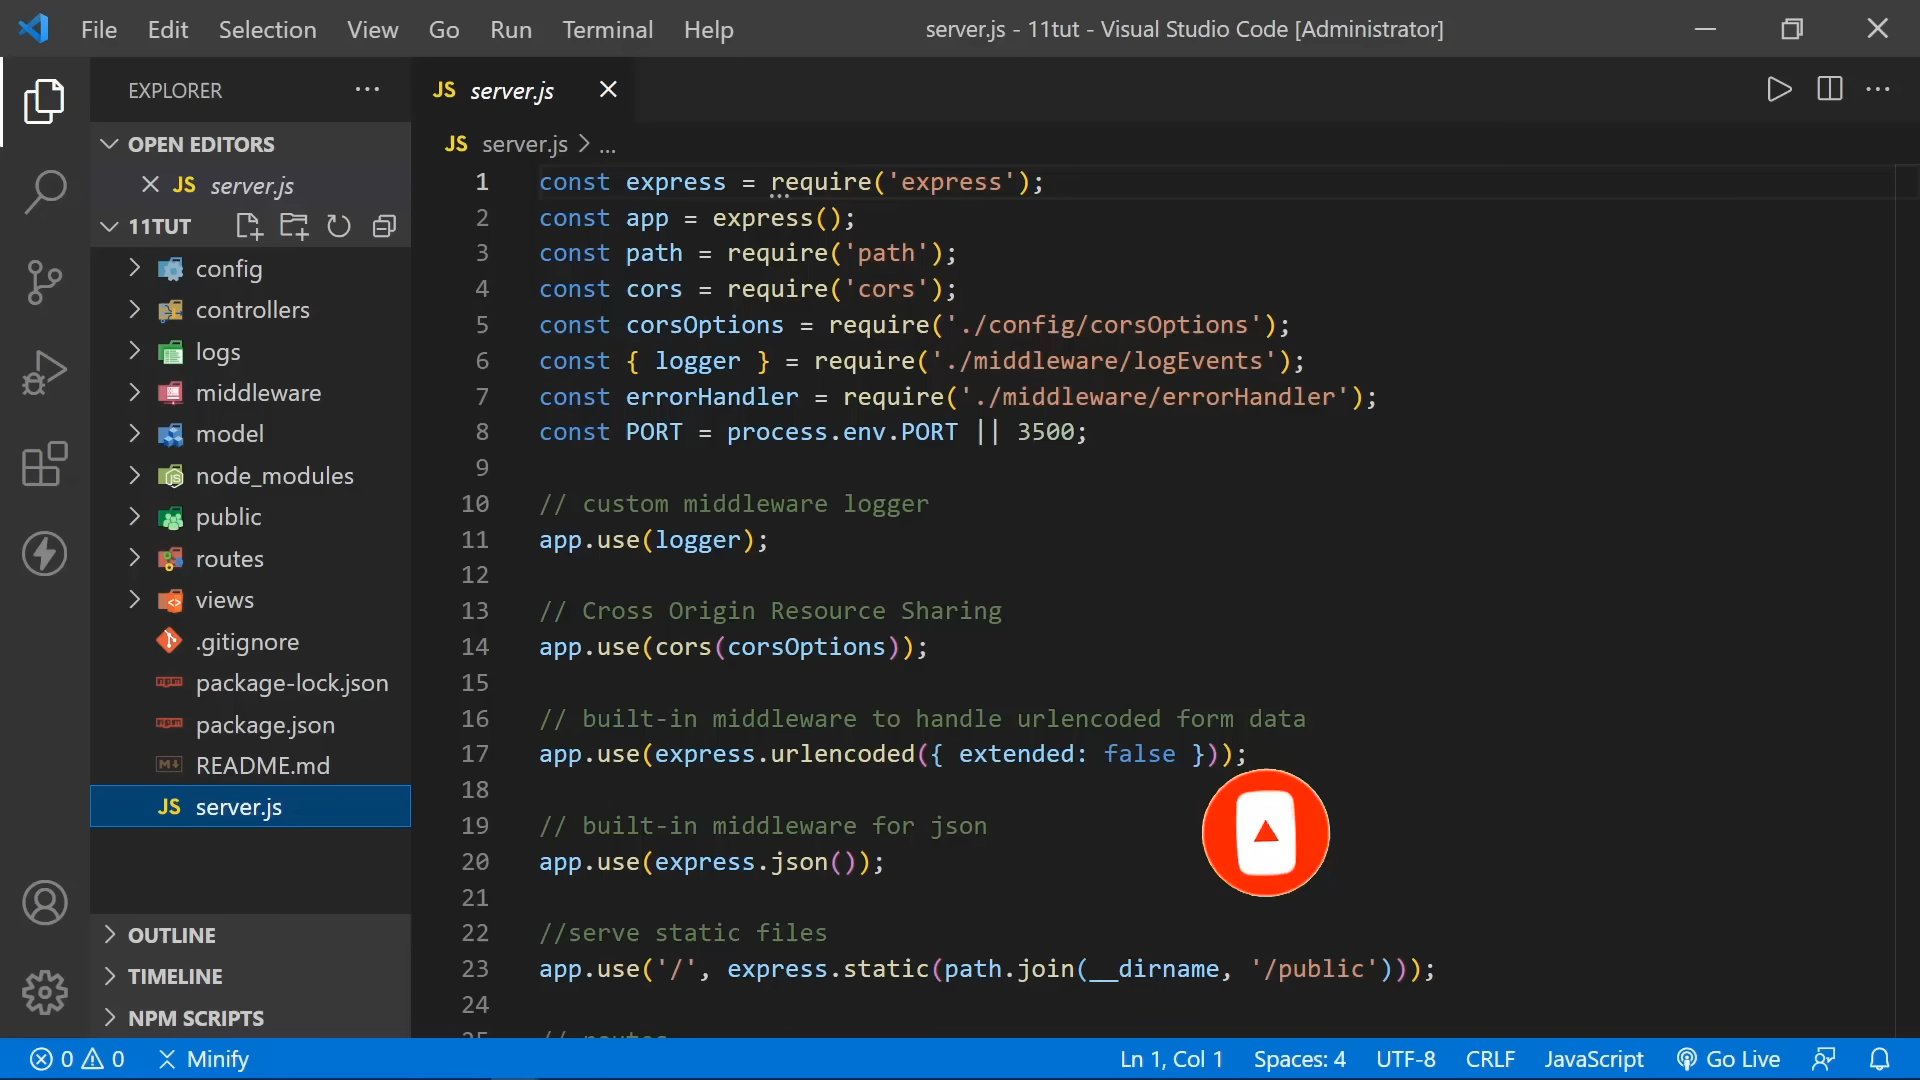 File Edit Selection View Go Run Terminal Help
server.js - 11tut - Visual Studio Code [Administrator]
EXPLORER
OPEN EDITORS
JS server.js
11TUT
config
controllers
logs
middleware
model
node_modules
public
routes
views
.gitignore
package-lock.json
package.json
README.md
JS server.js
OUTLINE
TIMELINE
NPM SCRIPTS
JS server.js
JS server.js > ...
1 const express = require('express');
2 const app = express();
3 const path = require('path');
4 const cors = require('cors');
5 const corsOptions = require('./config/corsOptions');
6 const { logger } = require('./middleware/logEvents');
7 const errorHandler = require('./middleware/errorHandler');
8 const PORT = process.env.PORT || 3500;
9
10 // custom middleware logger
11 app.use(logger);
12
13 // Cross Origin Resource Sharing
14 app.use(cors(corsOptions));
15
16 // built-in middleware to handle urlencoded form data
17 app.use(express.urlencoded({ extended: false }));
18
19 // built-in middleware for json
20 app.use(express.json());
21
22 //serve static files
23 app.use('/', express.static(path.join(__dirname, '/public')));
24
25 // routes
0 0 Minify
Ln 1, Col 1 Spaces: 4 UTF-8 CRLF JavaScript Go Live